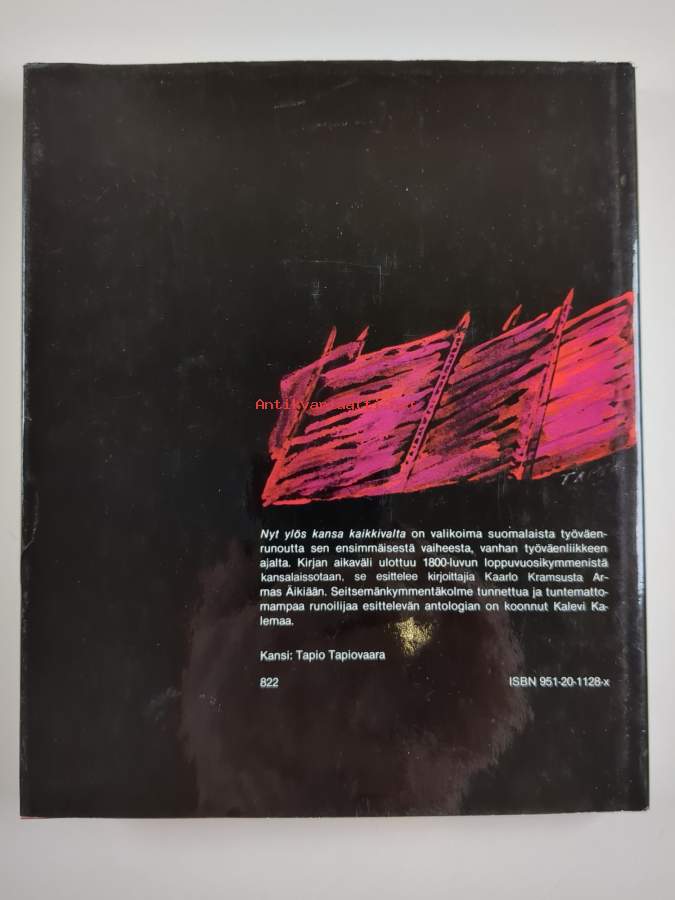 Nyt ylös kansa kaikkivalta on valikoima suomalaista työväen-
runoutta sen ensimmäisestä vaiheesta, vanhan työväenliikkeen
ajalta. Kirjan aikaväli ulottuu 1800-luvun loppuvuosikymmenistä
kansalaissotaan, se esittelee kirjoittajia Kaarlo Kramsusta Ar-
mas Äikiään. Seitsemänkymmentäkolme tunnettua ja tuntematto-
mampaa runoilijaa esittelevän antologian on koonnut Kalevi Ka-
lemaa.
Kansi: Tapio Tapiovaara
822 ISBN 951-20-1128-x